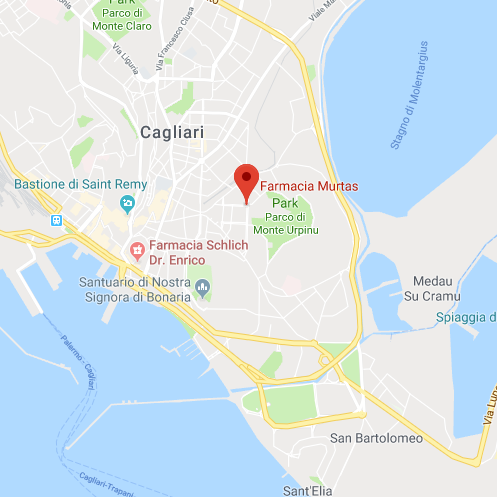 Park
Parco di
Monte Claro
Via Francesco Ciusa
Via Liguria
Viale Ma
Cagliari
Stagno di Molentargius
Bastione di Saint Remy
Farmacia Murtas
Park
Parco di
Monte Urpinu
Farmacia Schlich
Dr. Enrico
Santuario di Nostra
Signora di Bonaria
Medau
Su Cramu
Spiaggia d
Palermo - Cagliari
Via Lung
San Bartolomeo
Cagliari-Trapani
Sant'Elia